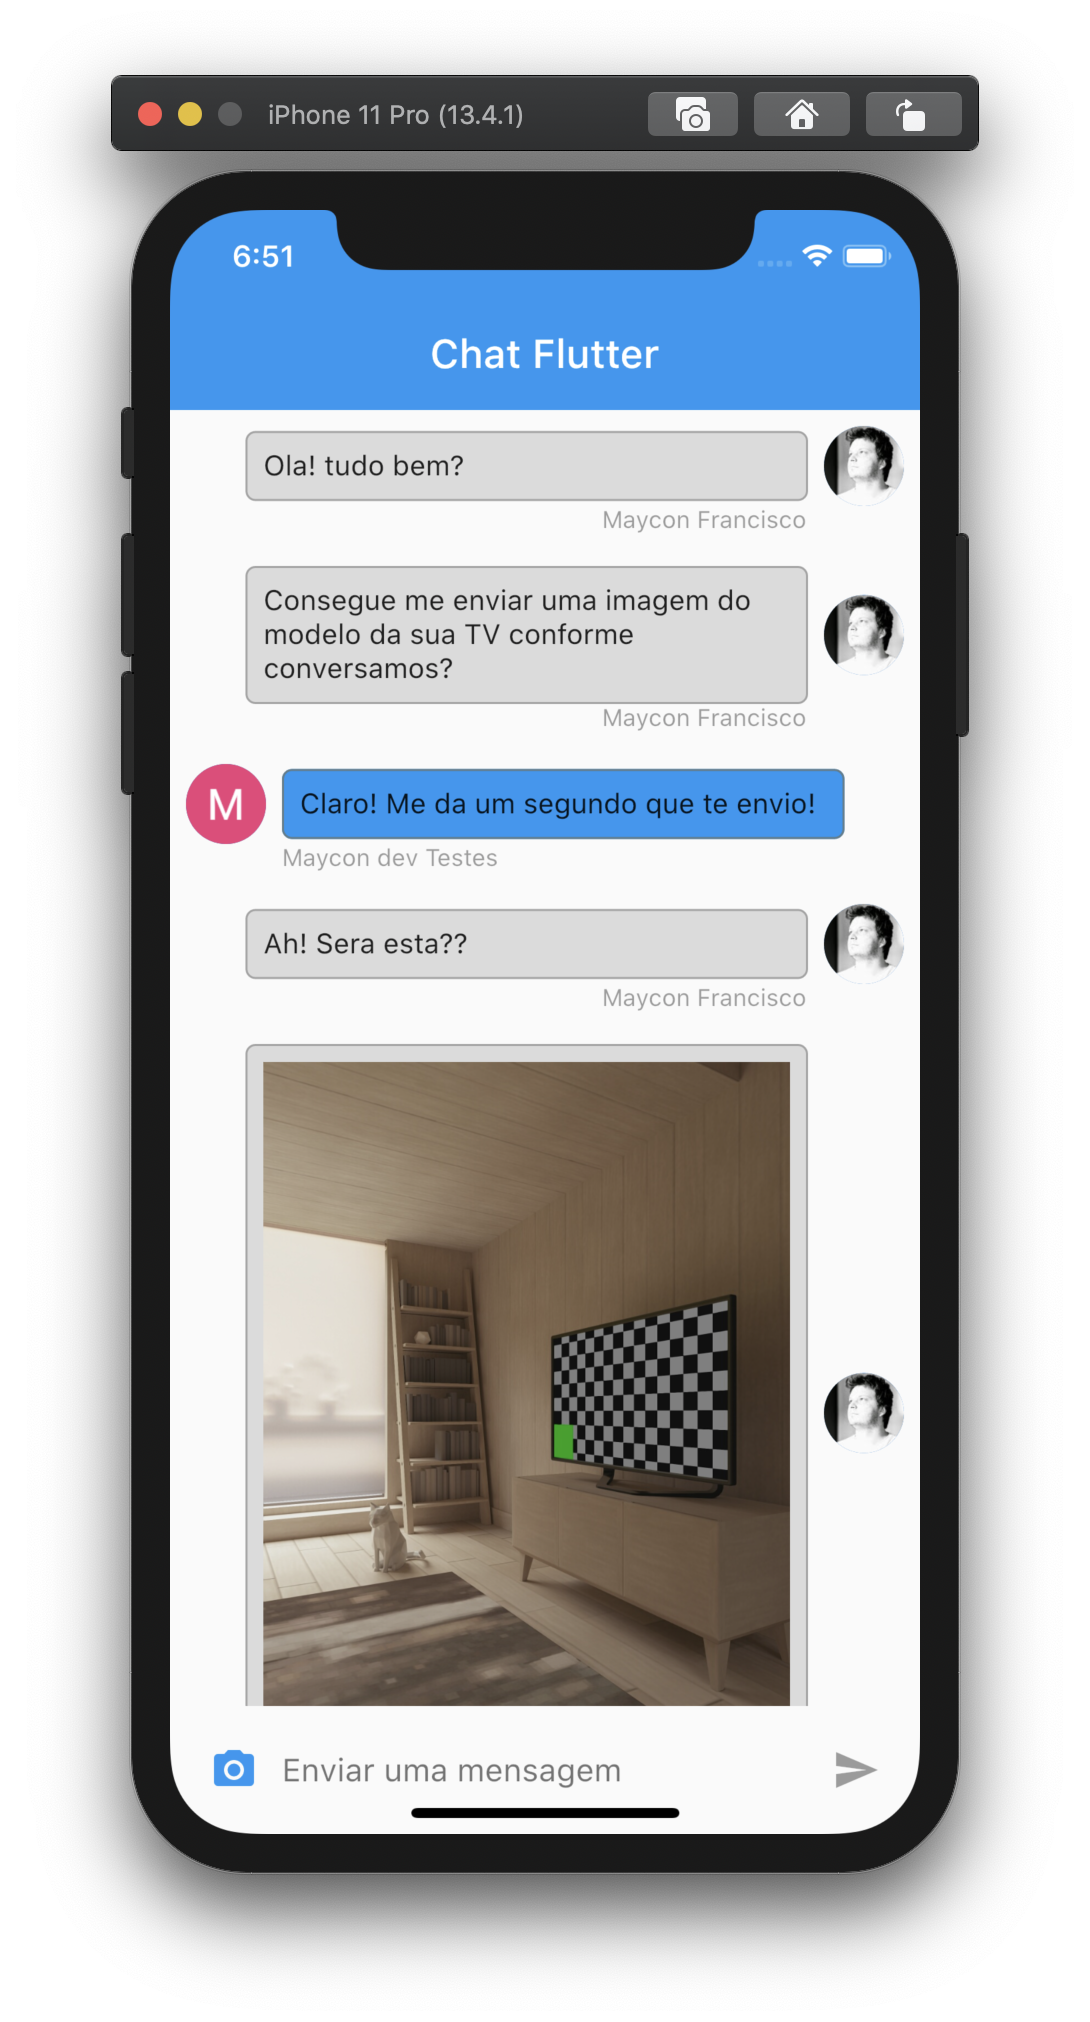 iPhone 11 Pro (13.4.1)
6:51
Chat Flutter
Ola! tudo bem?
Maycon Francisco
Consegue me enviar uma imagem do
modelo da sua TV conforme
conversamos?
Maycon Francisco
M
Claro! Me da um segundo que te envio!
Maycon dev Testes
Ah! Sera esta??
Maycon Francisco
Enviar uma mensagem